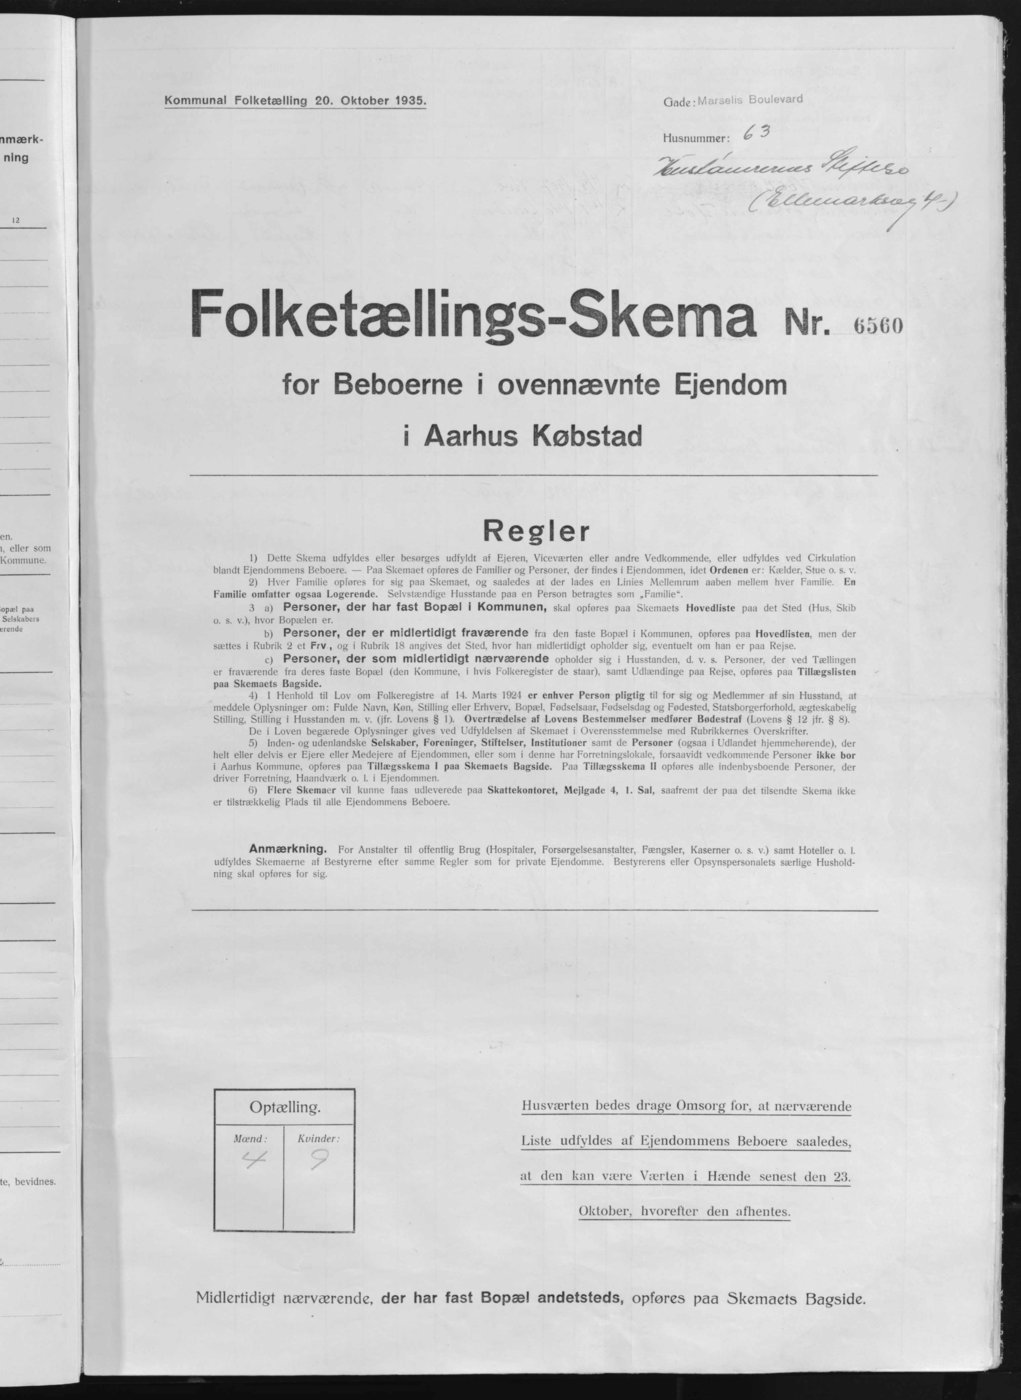 nmærk-
ning
12
en.
n, eller som
Kommune.
opæl paa
Selskabers
erende
te, bevidnes.
Kommunal Folketælling 20. Oktober 1935.
Gade: Marselis Boulevard
Husnummer: 63
Stiftelse
(Ellemarksvej 4-)
Folketællings-Skema Nr. 6560
for Beboerne i ovennævnte Ejendom
i Aarhus Købstad
Regler
1) Dette Skema udfyldes eller besørges udfyldt af Ejeren, Viceværten eller andre Vedkommende, eller udfyldes ved Cirkulation
blandt Ejendommens Beboere. — Paa Skemaet opføres de Familier og Personer, der findes i Ejendommen, idet Ordenen er: Kælder, Stue o. s. v.
2) Hver Familie opføres for sig paa Skemaet, og saaledes at der lades en Linies Mellemrum aaben mellem hver Familie. En
Familie omfatter ogsaa Logerende. Selvstændige Husstande paa en Person betragtes som „Familie“.
3 a) Personer, der har fast Bopæl i Kommunen, skal opføres paa Skemaets Hovedliste paa det Sted (Hus, Skib
o. s. v.), hvor Bopælen er.
b) Personer, der er midlertidigt fraværende fra den faste Bopæl i Kommunen, opføres paa Hovedlisten, men der
sættes i Rubrik 2 et Frv., og i Rubrik 18 angives det Sted, hvor han midlertidigt opholder sig, eventuelt om han er paa Rejse.
c) Personer, der som midlertidigt nærværende opholder sig i Husstanden, d. v. s. Personer, der ved Tællingen
er fraværende fra deres faste Bopæl (den Kommune, i hvis Folkeregister de staar), samt Udlændinge paa Rejse, opføres paa Tillægslisten
paa Skemaets Bagside.
4) I Henhold til Lov om Folkeregistre af 14. Marts 1924 er enhver Person pligtig til for sig og Medlemmer af sin Husstand, at
meddele Oplysninger om: Fulde Navn, Køn, Stilling eller Erhverv, Bopæl, Fødselsaar, Fødselsdag og Fødested, Statsborgerforhold, ægteskabelig
Stilling, Stilling i Husstanden m. v. (jfr. Lovens § 1). Overtrædelse af Lovens Bestemmelser medfører Bødestraf (Lovens § 12 jfr. § 8).
De i Loven begærede Oplysninger gives ved Udfyldelsen af Skemaet i Overensstemmelse med Rubrikkernes Overskrifter.
5) Inden- og udenlandske Selskaber, Foreninger, Stiftelser, Institutioner samt de Personer (ogsaa i Udlandet hjemmehørende), der
helt eller delvis er Ejere eller Medejere af Ejendommen, eller som i denne har Forretningslokale, forsaavidt vedkommende Personer ikke bor
i Aarhus Kommune, opføres paa Tillægsskema I paa Skemaets Bagside. Paa Tillægsskema II opføres alle indenbysboende Personer, der
driver Forretning, Haandværk o. l. i Ejendommen.
6) Flere Skemaer vil kunne faas udleverede paa Skattekontoret, Mejlgade 4, 1. Sal, saafremt der paa det tilsendte Skema ikke
er tilstrækkelig Plads til alle Ejendommens Beboere.
Anmærkning. For Anstalter til offentlig Brug (Hospitaler, Forsørgelsesanstalter, Fængsler, Kaserner o. s. v.) samt Hoteller o. l.
udfyldes Skemaerne af Bestyrerne efter samme Regler som for private Ejendomme. Bestyrerens eller Opsynspersonalets særlige Hushold-
ning skal opføres for sig.
Optælling.
Mænd: Kvinder:
4 9
Husværten bedes drage Omsorg for, at nærværende
Liste udfyldes af Ejendommens Beboere saaledes,
at den kan være Værten i Hænde senest den 23.
Oktober, hvorefter den afhentes.
Midlertidigt nærværende, der har fast Bopæl andetsteds, opføres paa Skemaets Bagside.